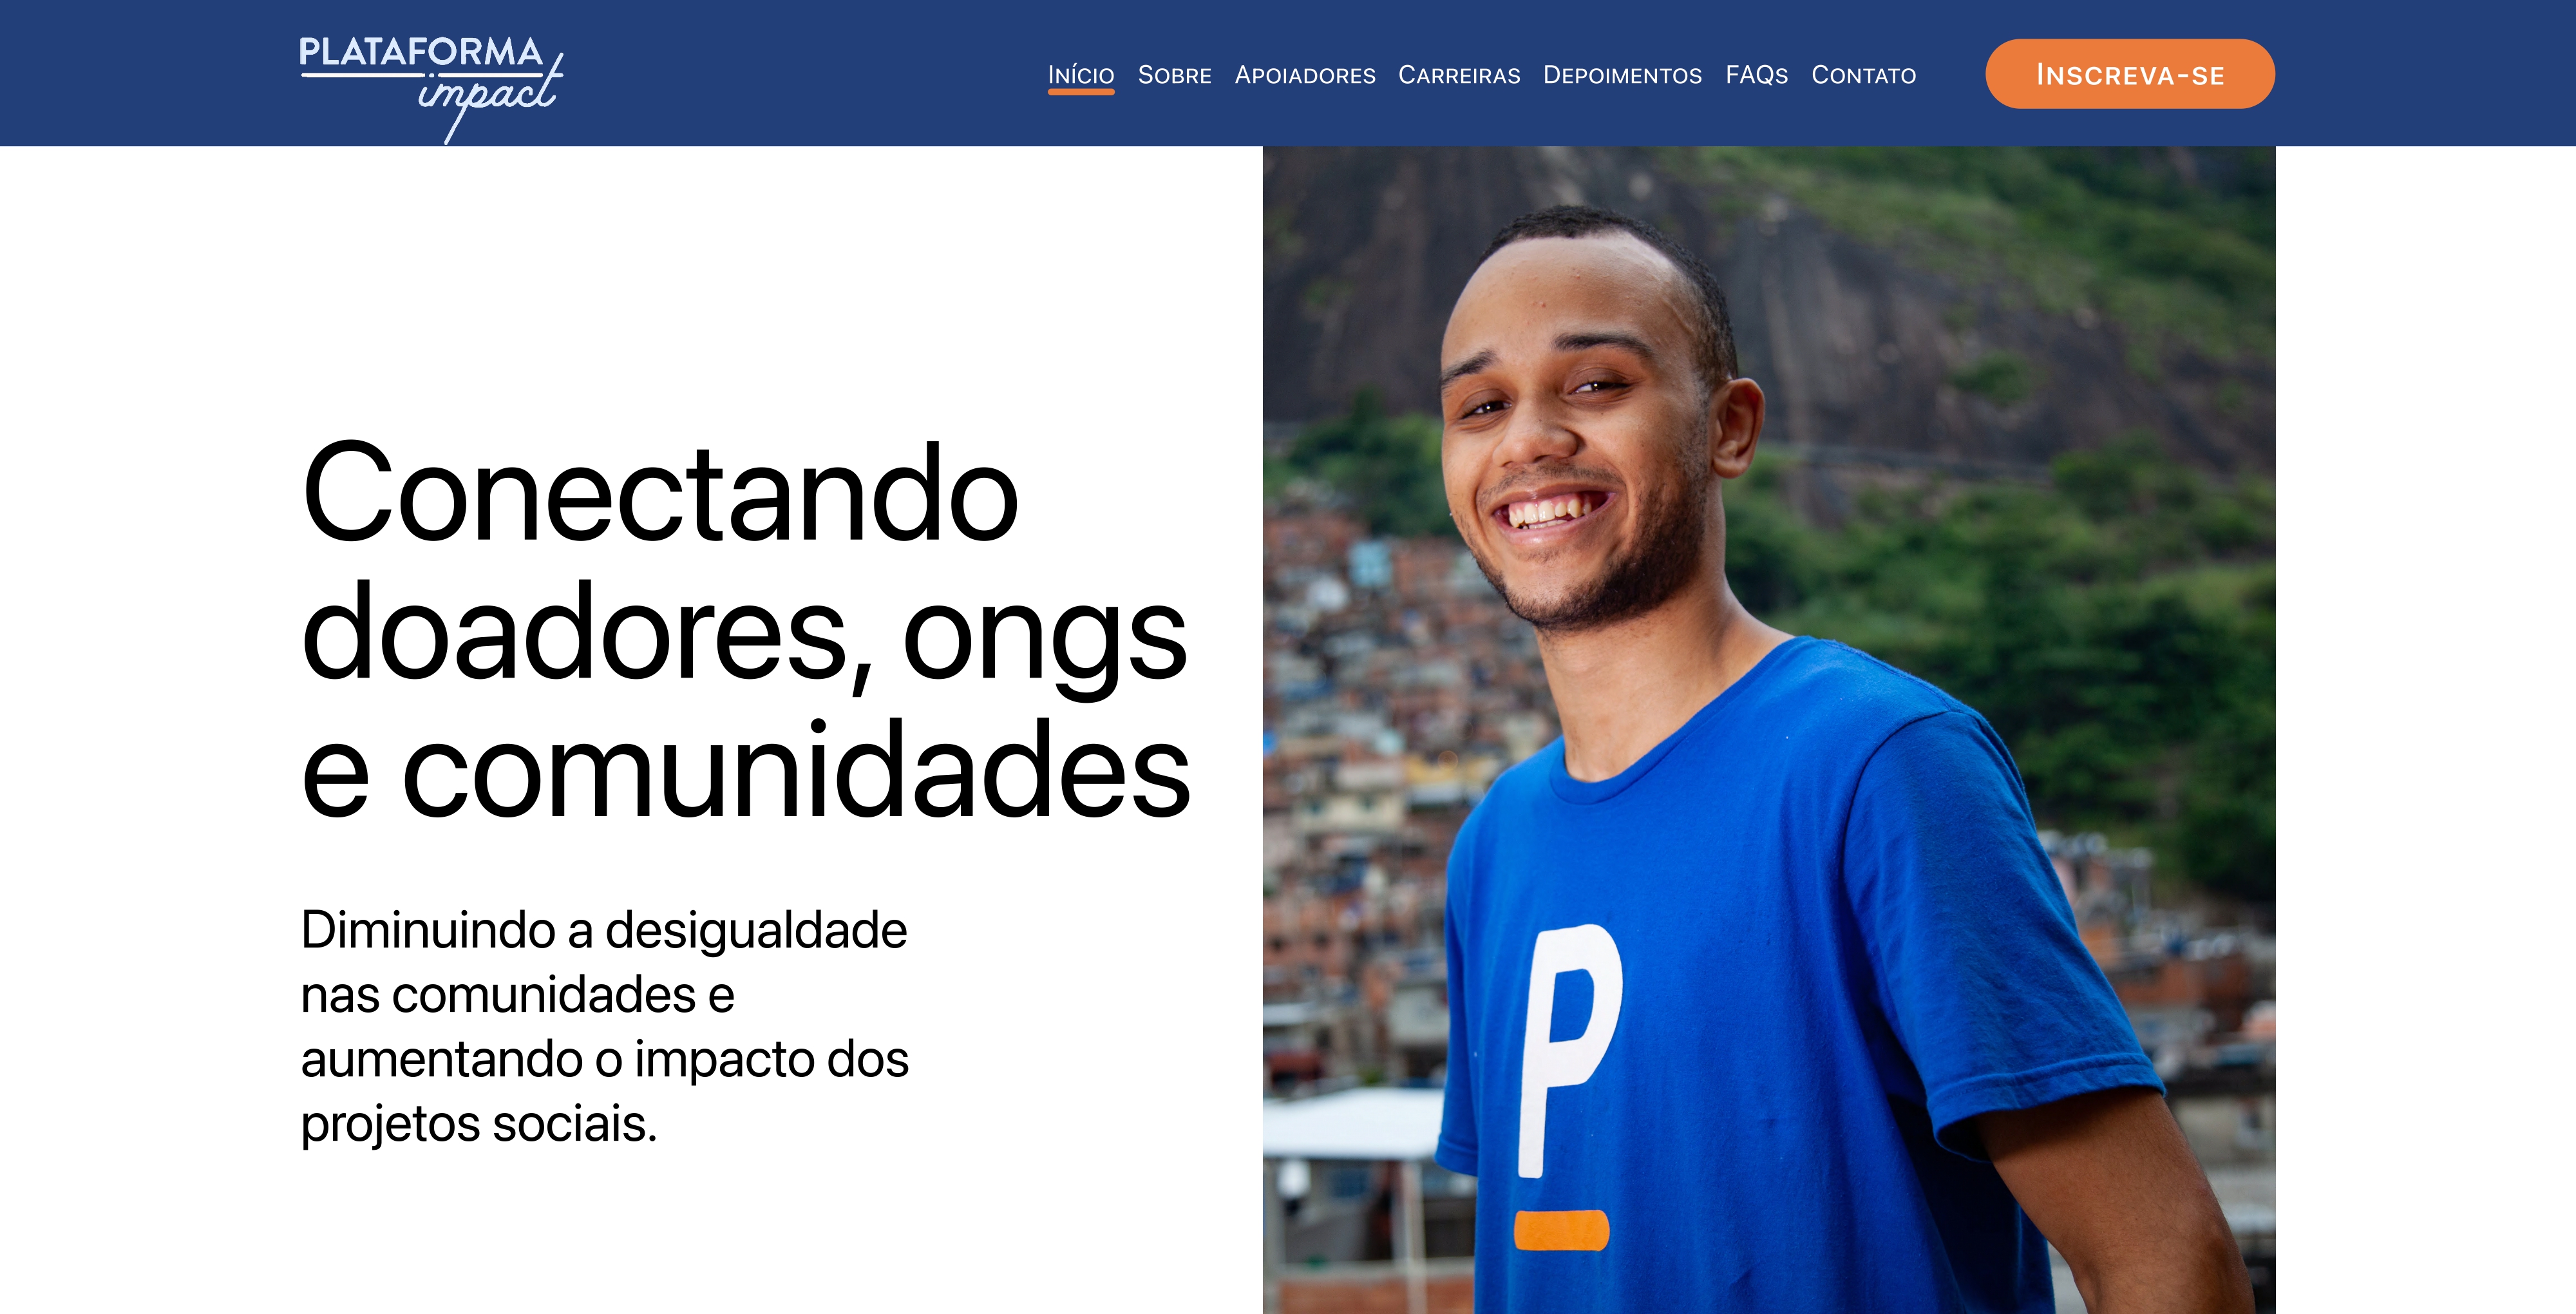 PLATAFORMA
impact
Início Sobre Apoiadores Carreiras Depoimentos FAQs Contato
Inscreva-se
Conectando
doadores, ongs
e comunidades
Diminuindo a desigualdade
nas comunidades e
aumentando o impacto dos
projetos sociais.
P